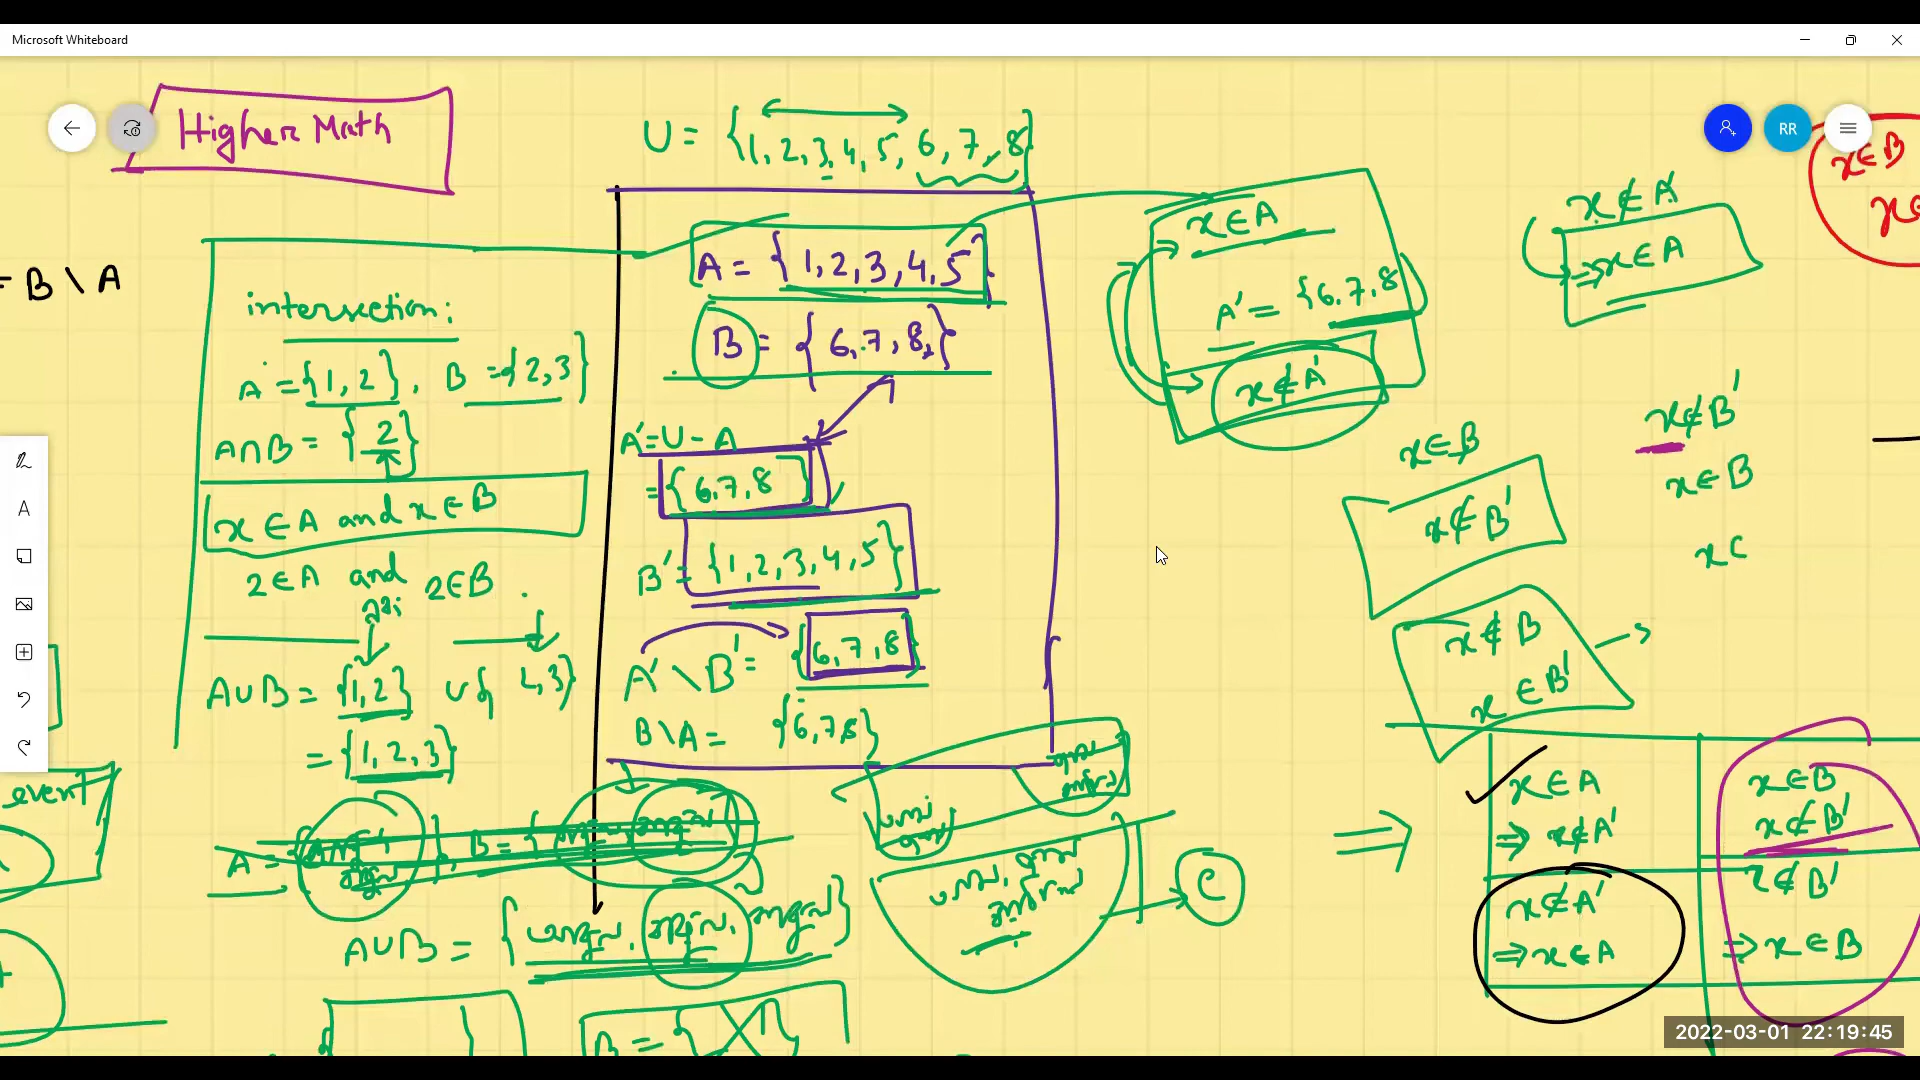 Microsoft Whiteboard
Higher Math
U = {1, 2, 3, 4, 5, 6, 7, 8}
= B \ A
A = {1, 2, 3, 4, 5}
B = {6, 7, 8}
A' = U - A
= {6, 7, 8}
B' = {1, 2, 3, 4, 5}
A' \ B' = {6, 7, 8}
B \ A = {6, 7, 8}
intersection:
A = {1, 2}, B = {2, 3}
A∩B = {2}
x ∈ A and x ∈ B
2 ∈ A and 2 ∈ B.
A∪B = {1, 2} ∪ {2, 3}
= {1, 2, 3}
event
A = { }, B = {
A∪B = {
C
B = {
x ∈ A
A' = {6, 7, 8
x ∉ A'
x ∉ A'
⇒ x ∈ A
x ∈ B
RR
x ∈ B
x ∉ B'
x ∉ B'
x ∈ B
x ∉ B
x ∈ B'
⇒
x ∈ A
⇒ x ∉ A'
x ∉ A'
⇒ x ∈ A
x ∈ B
x ∉ B'
x ∉ B'
⇒ x ∈ B
2022-03-01 22:19:45